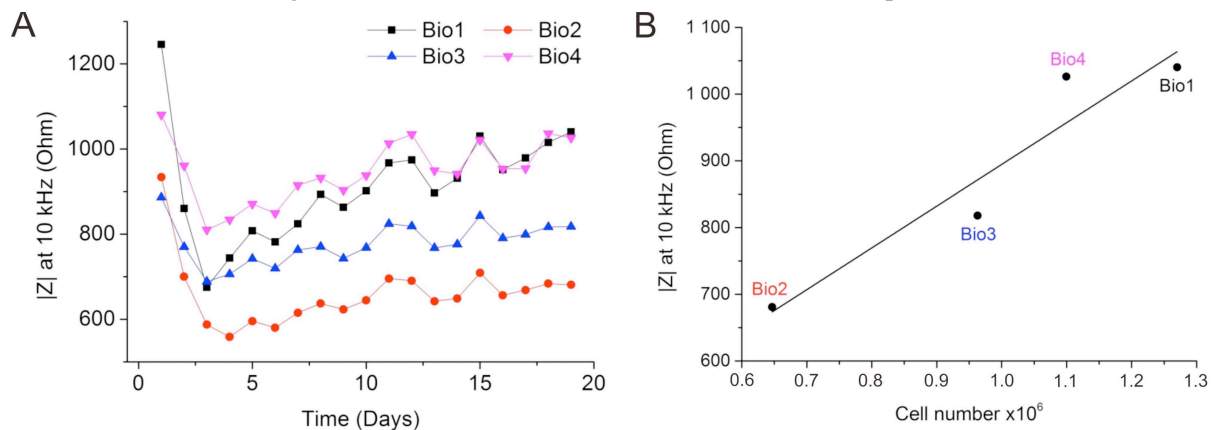 A
Bio1 Bio2
Bio3 Bio4
1200
1000
800
600
|Z| at 10 kHz (Ohm)
0 5 10 15 20
Time (Days)
B
1 100
1 000
900
800
700
600
|Z| at 10 kHz (Ohm)
Bio4
Bio1
Bio3
Bio2
0.6 0.7 0.8 0.9 1.0 1.1 1.2 1.3
Cell number x10⁶